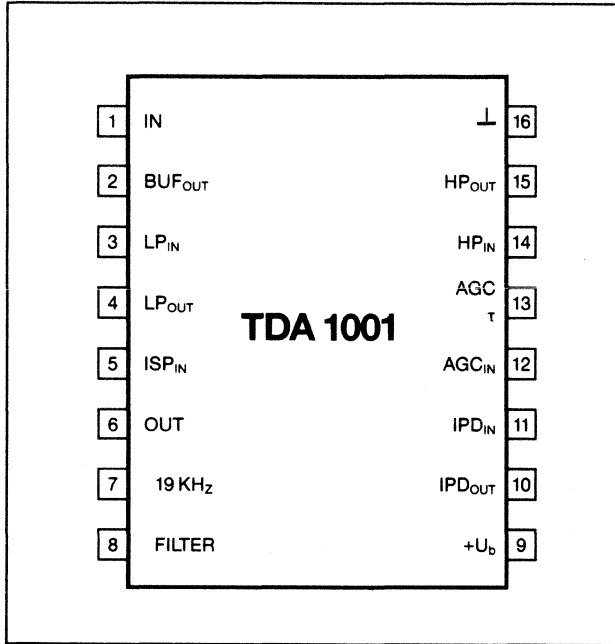 1 IN ⊥ 16
2 BUFOUT HPOUT 15
3 LPIN HPIN 14
4 LPOUT AGC τ 13
TDA 1001
5 ISPIN AGCIN 12
6 OUT IPDIN 11
7 19 KHz IPDOUT 10
8 FILTER +Ub 9